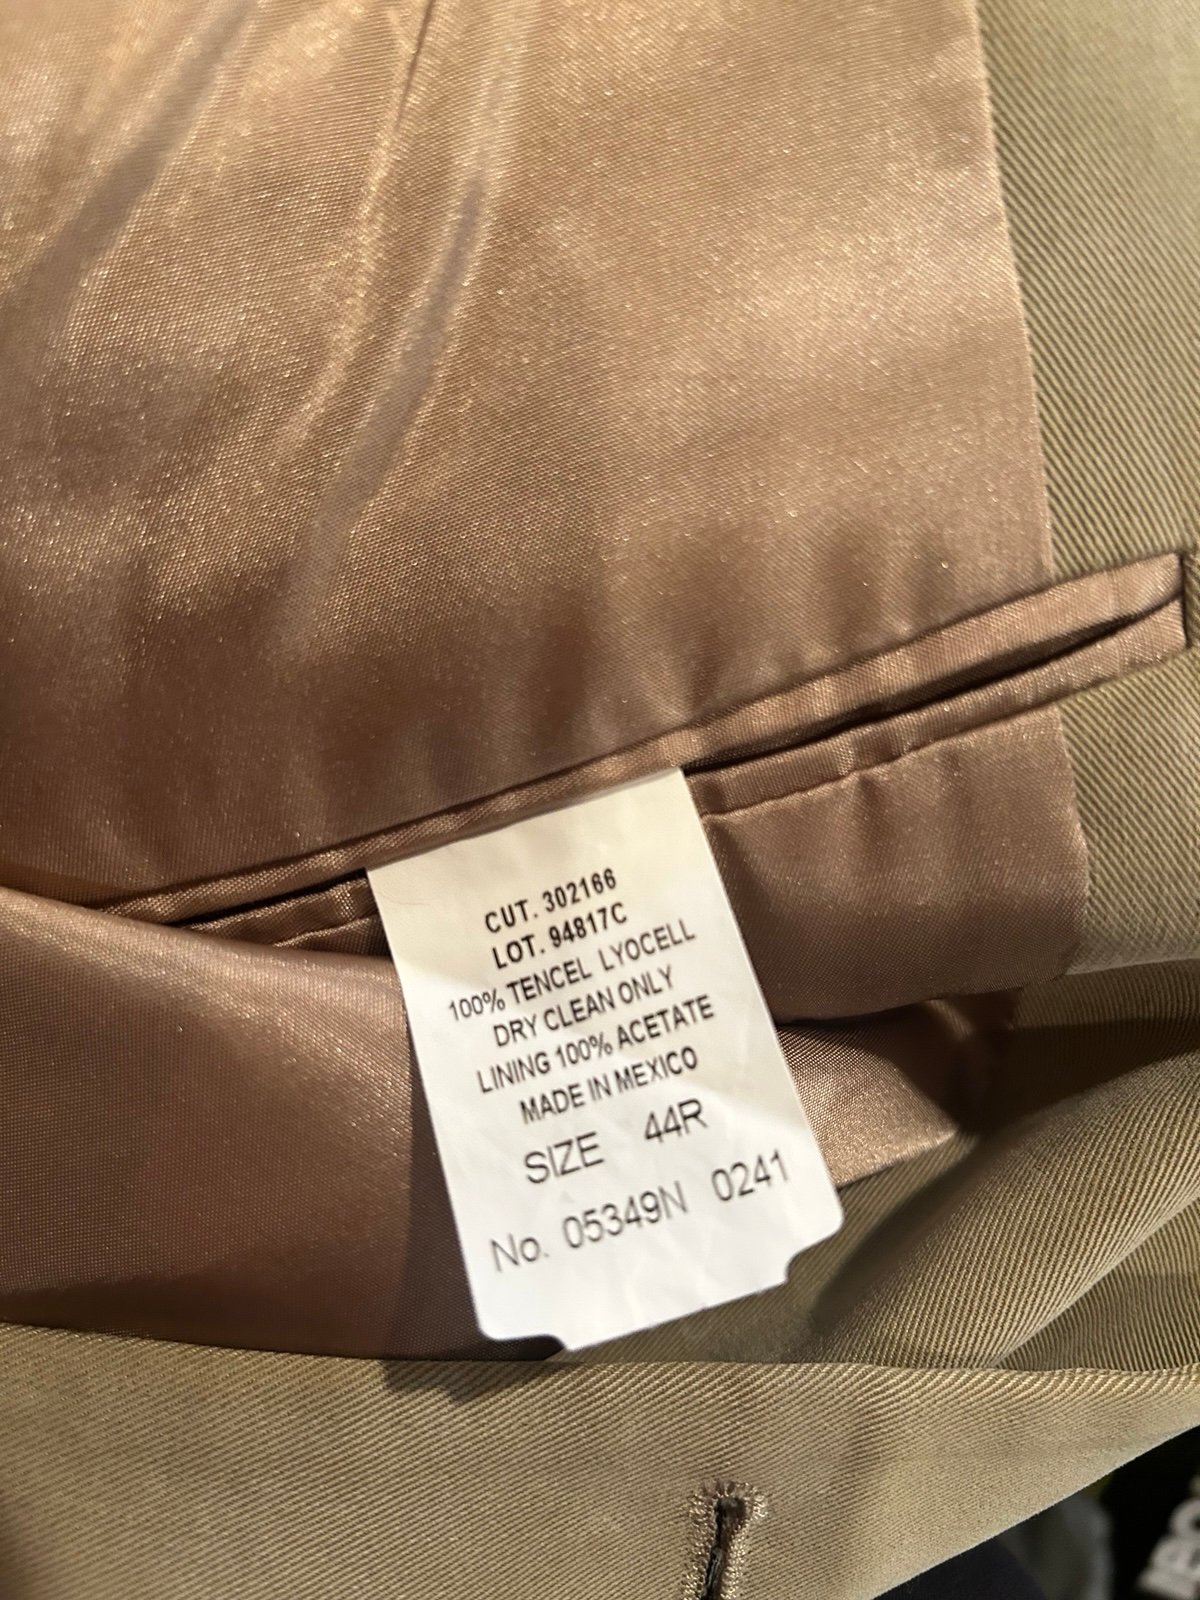 CUT. 302166
LOT. 94817C
100% TENCEL LYOCELL
DRY CLEAN ONLY
LINING 100% ACETATE
MADE IN MEXICO
SIZE 44R
No. 05349N 0241